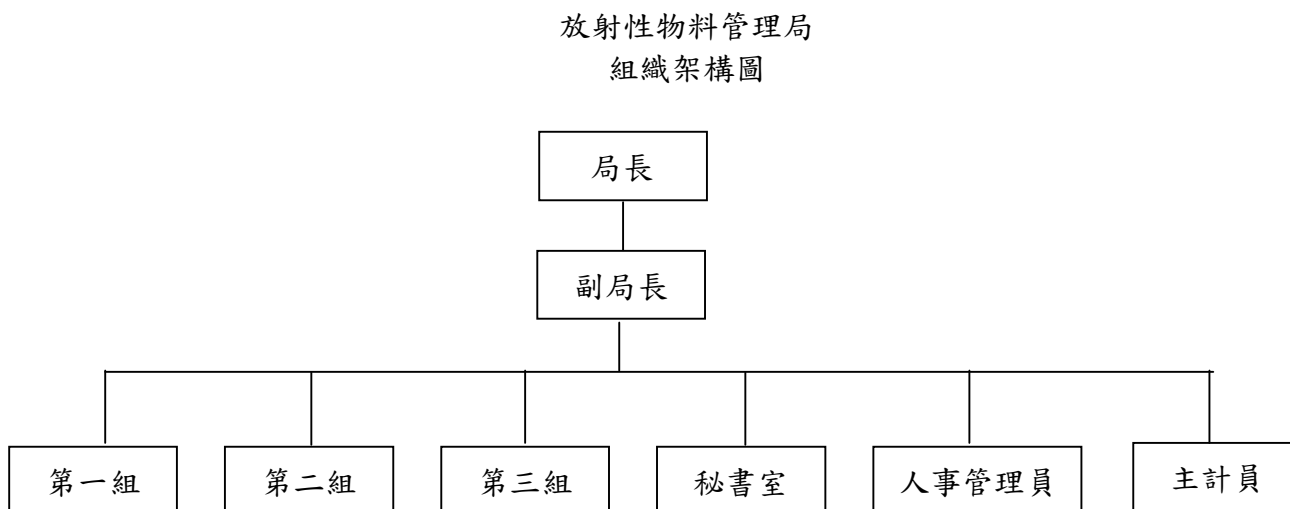 放射性物料管理局
組織架構圖
局長
副局長
第一組
第二組
第三組
秘書室
人事管理員
主計員